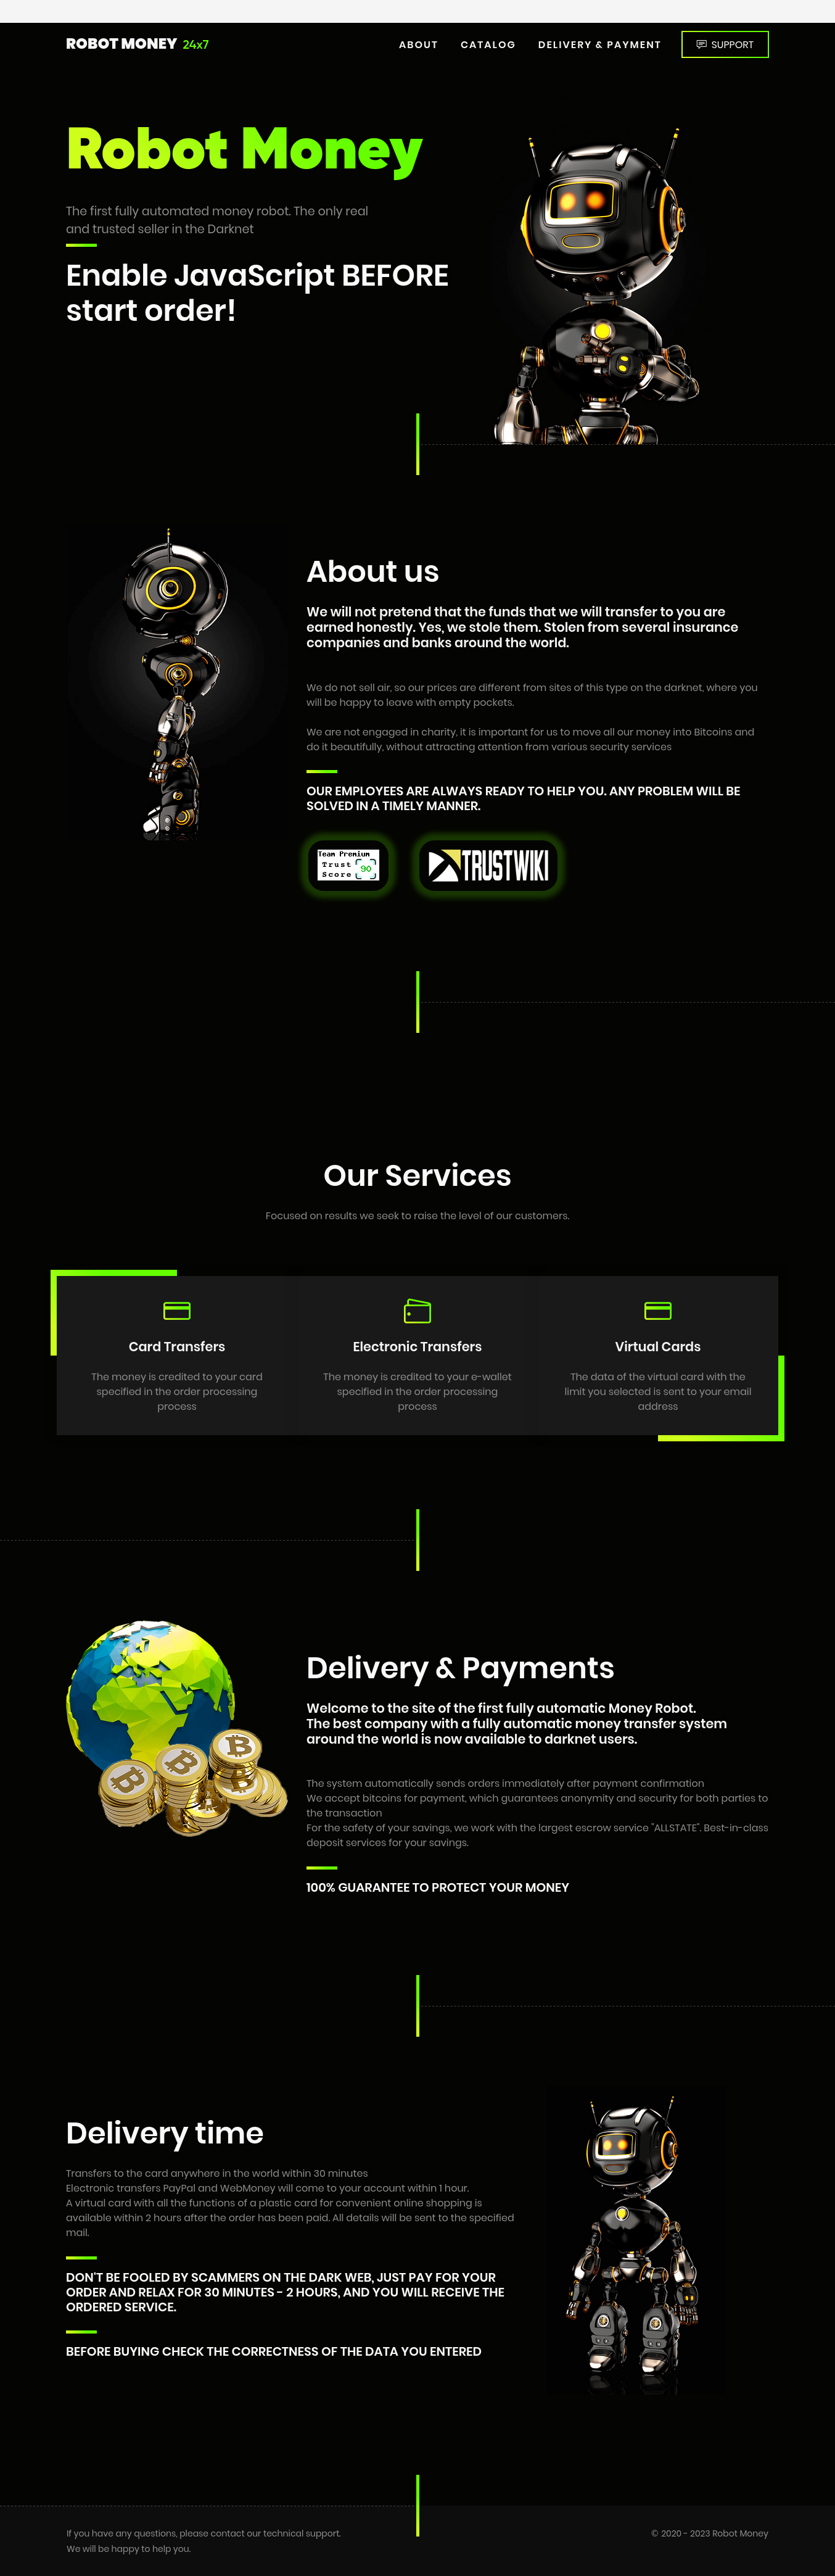 ROBOT MONEY 24x7
ABOUT CATALOG DELIVERY & PAYMENT SUPPORT
Robot Money
The first fully automated money robot. The only real
and trusted seller in the Darknet
Enable JavaScript BEFORE
start order!
About us
We will not pretend that the funds that we will transfer to you are
earned honestly. Yes, we stole them. Stolen from several insurance
companies and banks around the world.
We do not sell air, so our prices are different from sites of this type on the darknet, where you
will be happy to leave with empty pockets.
We are not engaged in charity, it is important for us to move all our money into Bitcoins and
do it beautifully, without attracting attention from various security services
OUR EMPLOYEES ARE ALWAYS READY TO HELP YOU. ANY PROBLEM WILL BE
SOLVED IN A TIMELY MANNER.
Team Premium
Trust
Score
90
TRUSTWIKI
Our Services
Focused on results we seek to raise the level of our customers.
Card Transfers
The money is credited to your card
specified in the order processing
process
Electronic Transfers
The money is credited to your e-wallet
specified in the order processing
process
Virtual Cards
The data of the virtual card with the
limit you selected is sent to your email
address
Delivery & Payments
Welcome to the site of the first fully automatic Money Robot.
The best company with a fully automatic money transfer system
around the world is now available to darknet users.
The system automatically sends orders immediately after payment confirmation
We accept bitcoins for payment, which guarantees anonymity and security for both parties to
the transaction
For the safety of your savings, we work with the largest escrow service "ALLSTATE". Best-in-class
deposit services for your savings.
100% GUARANTEE TO PROTECT YOUR MONEY
Delivery time
Transfers to the card anywhere in the world within 30 minutes
Electronic transfers PayPal and WebMoney will come to your account within 1 hour.
A virtual card with all the functions of a plastic card for convenient online shopping is
available within 2 hours after the order has been paid. All details will be sent to the specified
mail.
DON'T BE FOOLED BY SCAMMERS ON THE DARK WEB, JUST PAY FOR YOUR
ORDER AND RELAX FOR 30 MINUTES - 2 HOURS, AND YOU WILL RECEIVE THE
ORDERED SERVICE.
BEFORE BUYING CHECK THE CORRECTNESS OF THE DATA YOU ENTERED
If you have any questions, please contact our technical support.
We will be happy to help you.
© 2020 - 2023 Robot Money